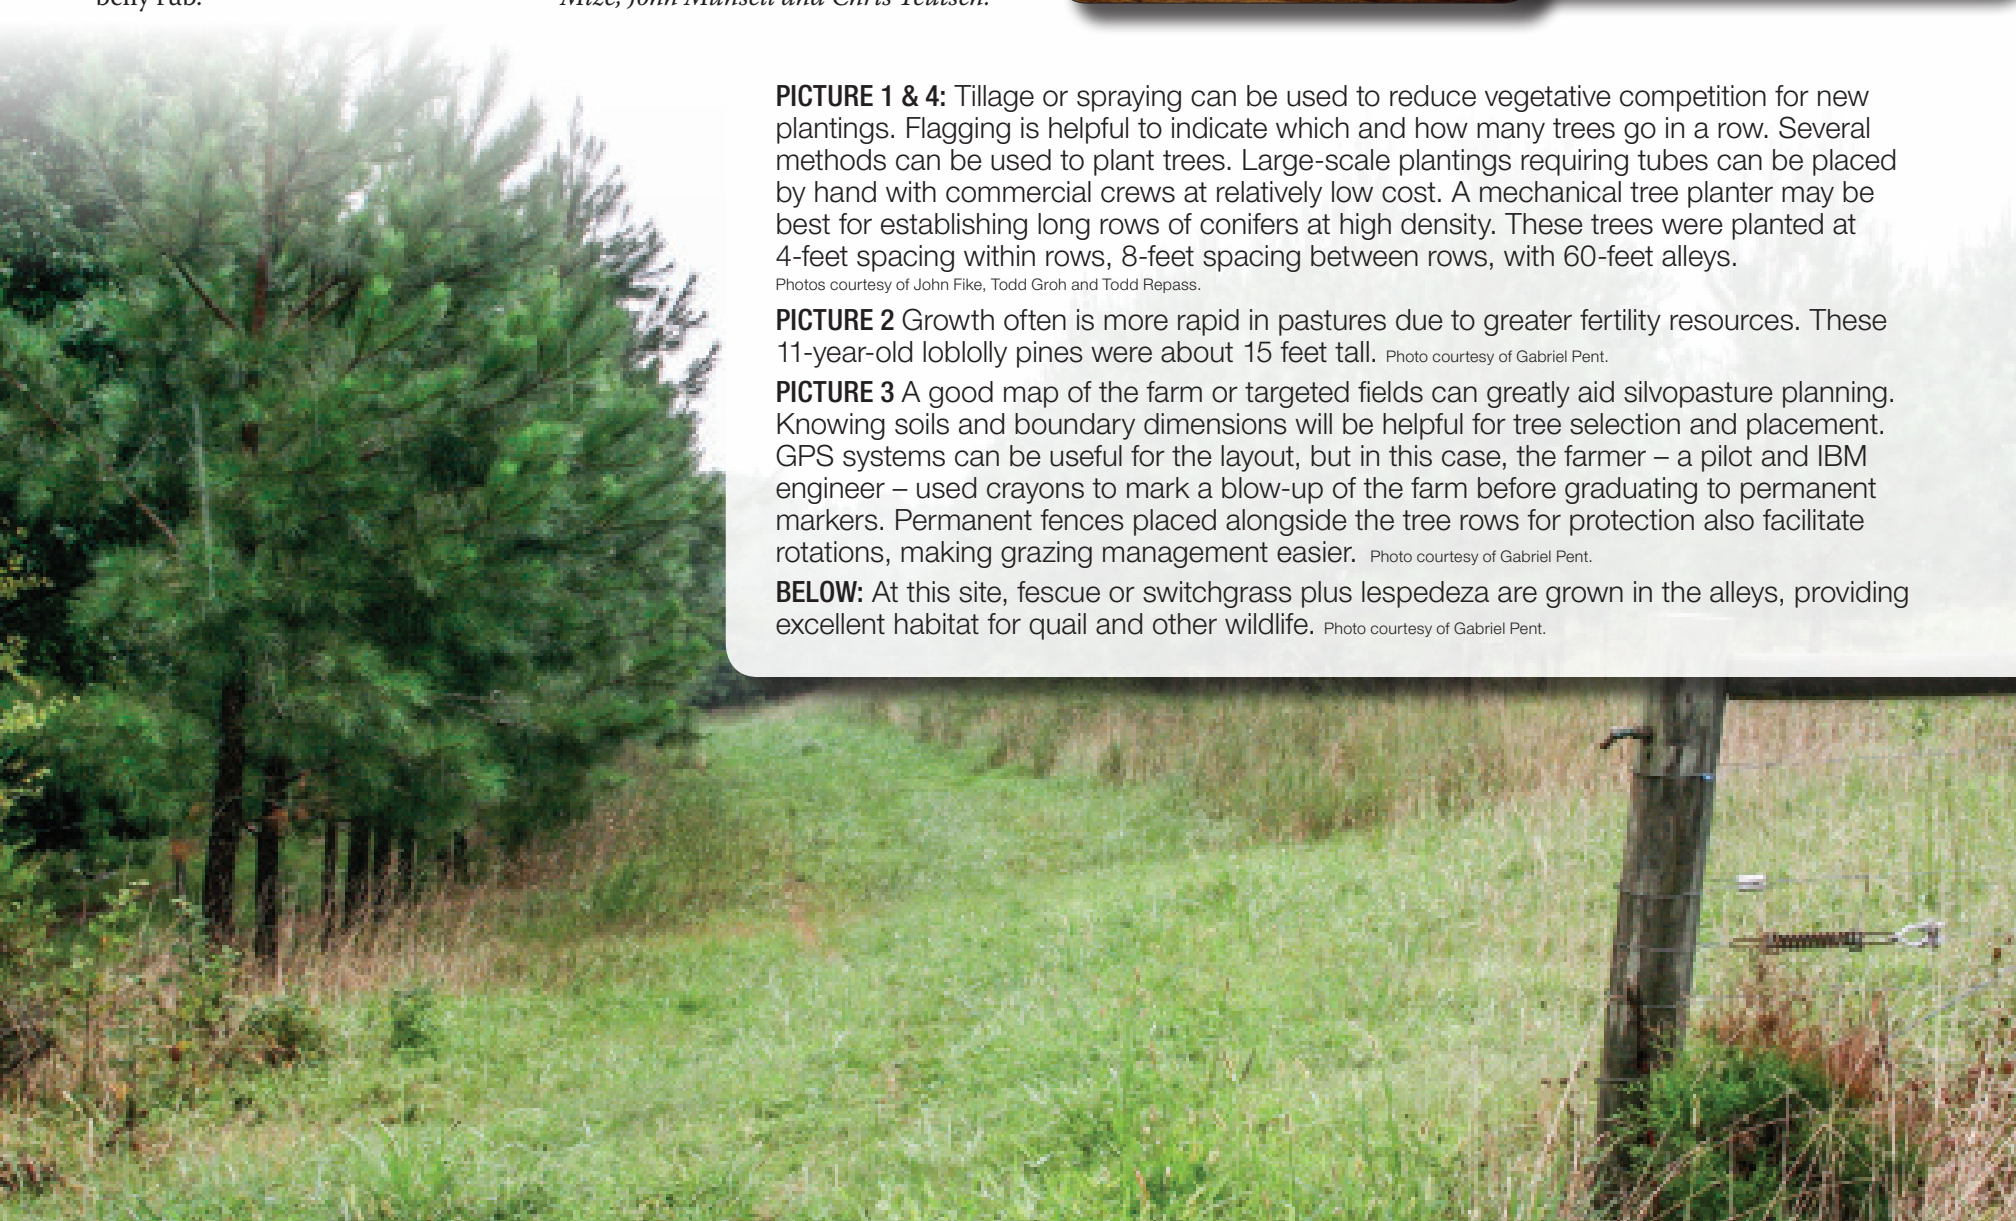 belly rub.
Mize, John Munsell and Chris Teutsch.
PICTURE 1 & 4: Tillage or spraying can be used to reduce vegetative competition for new
plantings. Flagging is helpful to indicate which and how many trees go in a row. Several
methods can be used to plant trees. Large-scale plantings requiring tubes can be placed
by hand with commercial crews at relatively low cost. A mechanical tree planter may be
best for establishing long rows of conifers at high density. These trees were planted at
4-feet spacing within rows, 8-feet spacing between rows, with 60-feet alleys.
Photos courtesy of John Fike, Todd Groh and Todd Repass.
PICTURE 2 Growth often is more rapid in pastures due to greater fertility resources. These
11-year-old loblolly pines were about 15 feet tall. Photo courtesy of Gabriel Pent.
PICTURE 3 A good map of the farm or targeted fields can greatly aid silvopasture planning.
Knowing soils and boundary dimensions will be helpful for tree selection and placement.
GPS systems can be useful for the layout, but in this case, the farmer – a pilot and IBM
engineer – used crayons to mark a blow-up of the farm before graduating to permanent
markers. Permanent fences placed alongside the tree rows for protection also facilitate
rotations, making grazing management easier. Photo courtesy of Gabriel Pent.
BELOW: At this site, fescue or switchgrass plus lespedeza are grown in the alleys, providing
excellent habitat for quail and other wildlife. Photo courtesy of Gabriel Pent.